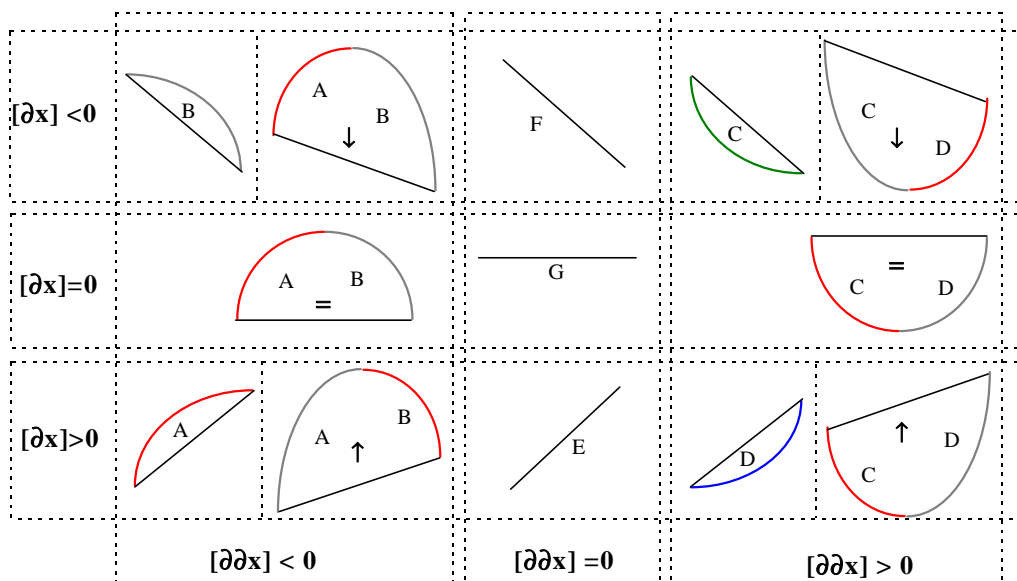 [∂x] <0
B
A
B
↓
F
C
C
↓
D
[∂x]=0
A
B
=
G
=
C
D
[∂x]>0
A
A
B
↑
E
D
C
↑
D
[∂∂x] < 0
[∂∂x] =0
[∂∂x] > 0